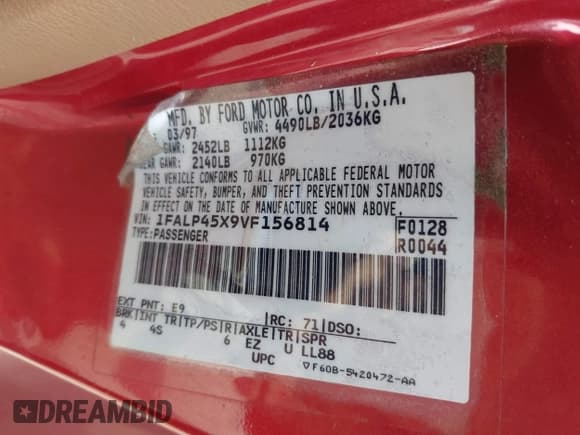 MFD. BY FORD MOTOR CO. IN U.S.A.
03/97 GVWR: 4490LB/2036KG
GAWR: 2452LB 1112KG
GAWR: 2140LB 970KG
THIS VEHICLE CONFORMS TO ALL APPLICABLE FEDERAL MOTOR
VEHICLE SAFETY, BUMPER, AND THEFT PREVENTION STANDARDS
IN EFFECT ON THE DATE OF MANUFACTURE SHOWN ABOVE.
VIN: 1FALP45X9VF156814 F0128
TYPE:PASSENGER R0044
EXT PNT: E9 RC: 71 DSO:
BRK INT TR TP/PS R AXLE TR SPR
4 4S 6 EZ U LL88
UPC ▽F60B-5420472-AA
DREAMBID